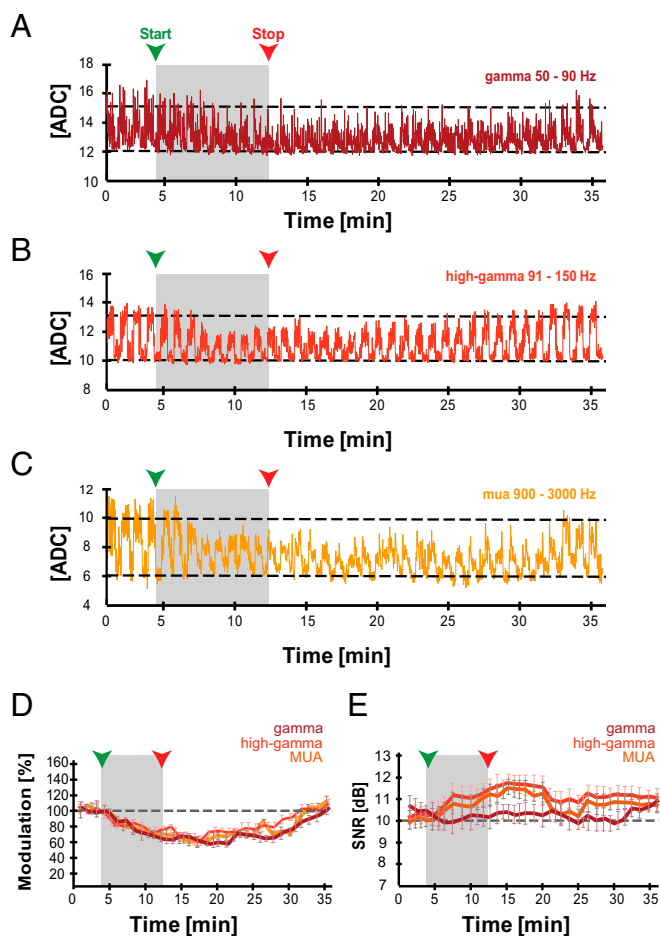 A
Start Stop
gamma 50 - 90 Hz
[ADC]
18
16
14
12
10
0 5 10 15 20 25 30 35
Time [min]
B
high-gamma 91 - 150 Hz
[ADC]
16
14
12
10
8
0 5 10 15 20 25 30 35
Time [min]
C
mua 900 - 3000 Hz
[ADC]
12
10
8
6
4
0 5 10 15 20 25 30 35
Time [min]
D
gamma
high-gamma
MUA
Modulation [%]
160
140
120
100
80
60
40
20
0 5 10 15 20 25 30 35
Time [min]
E
gamma
high-gamma
MUA
SNR [dB]
13
12
11
10
9
8
7
0 5 10 15 20 25 30 35
Time [min]